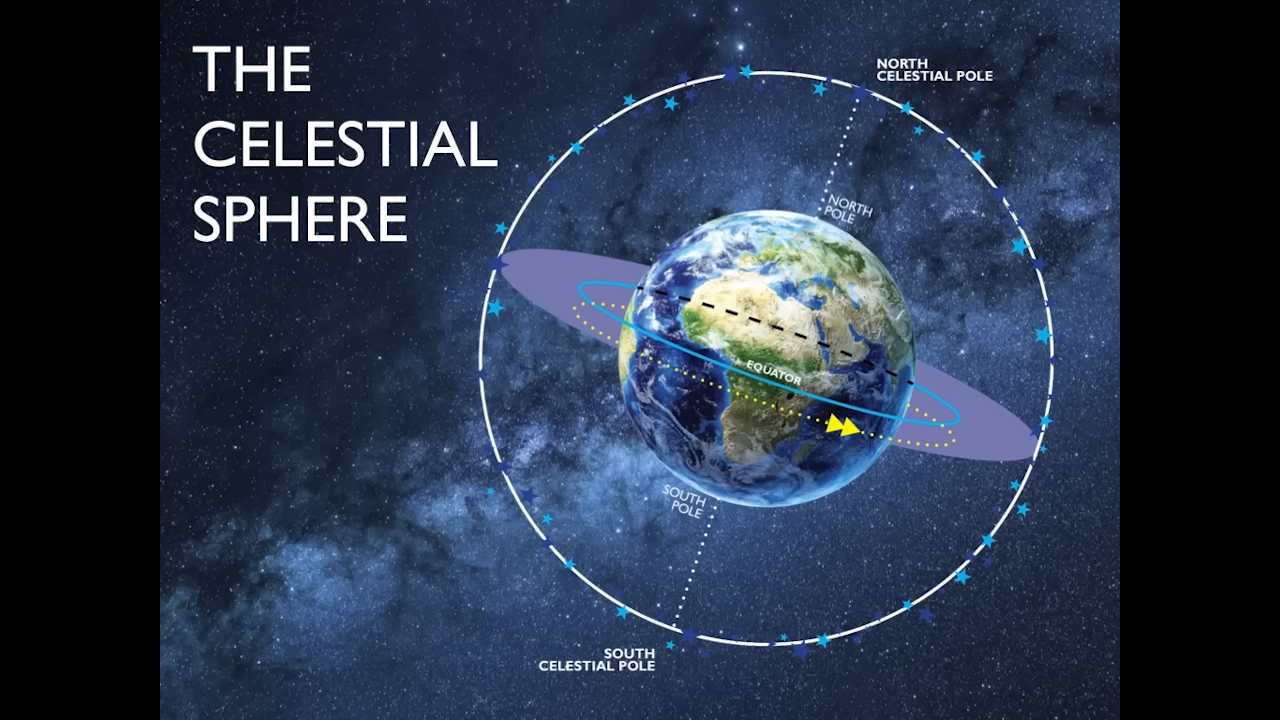 THE
CELESTIAL
SPHERE
NORTH
CELESTIAL POLE
NORTH
POLE
EQUATOR
SOUTH
POLE
SOUTH
CELESTIAL POLE